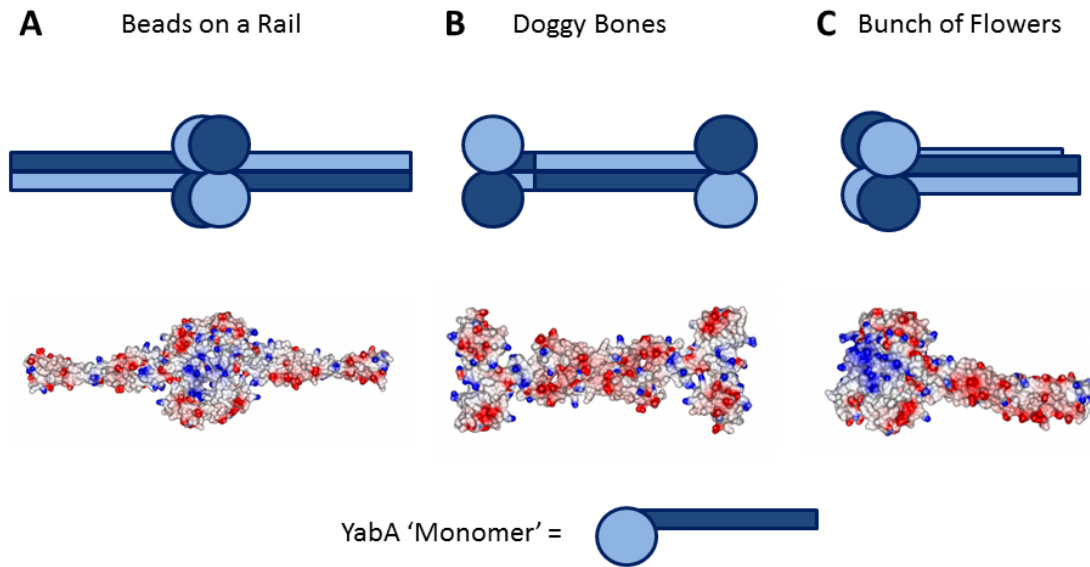 A Beads on a Rail
B Doggy Bones
C Bunch of Flowers
YabA ‘Monomer’ =